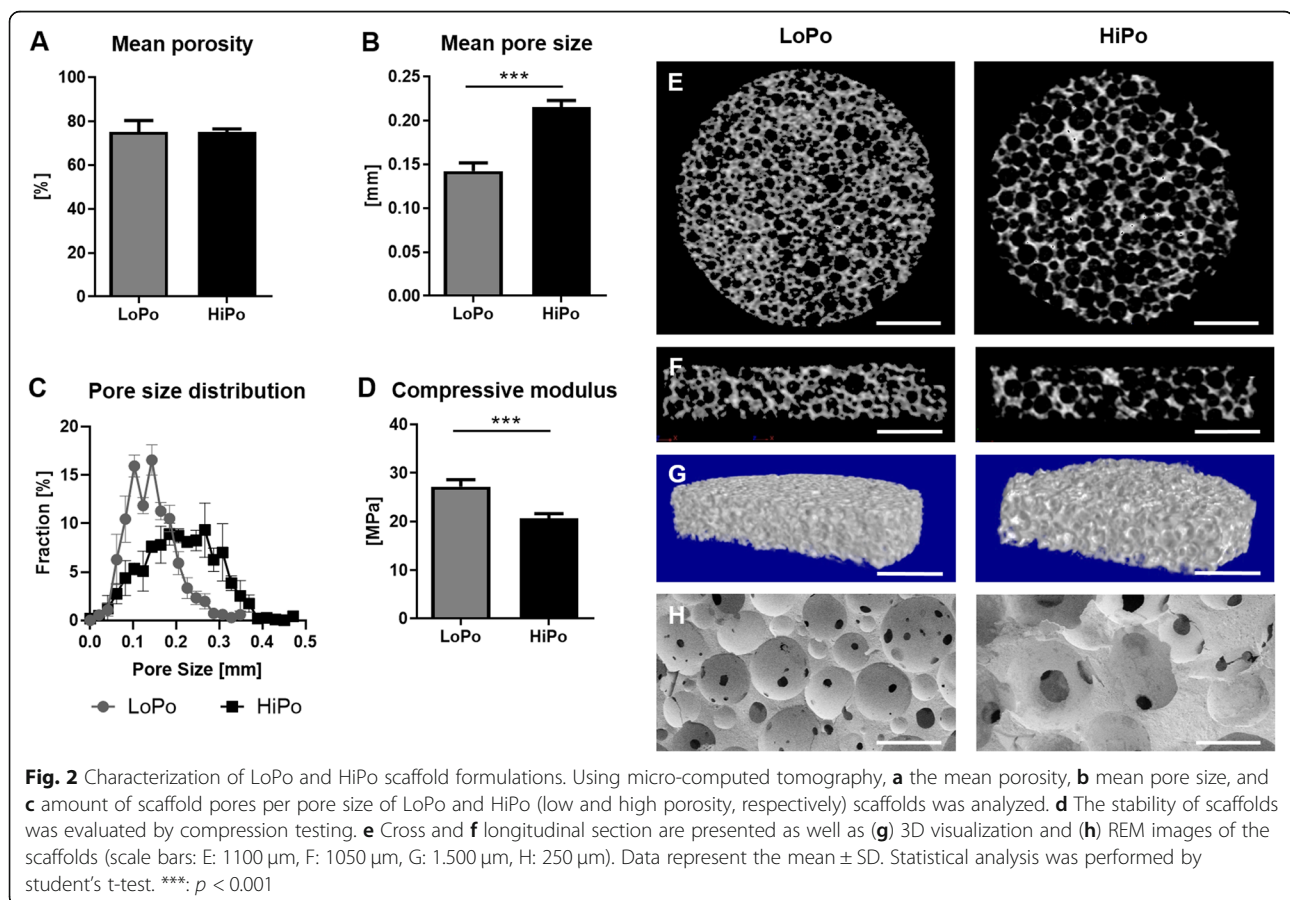 A Mean porosity
100
80
60
40
20
0
[%]
LoPo HiPo
B Mean pore size
0.25
0.20
0.15
0.10
0.05
0.00
[mm]
***
LoPo HiPo
C Pore size distribution
20
15
10
5
0
Fraction [%]
0.0 0.1 0.2 0.3 0.4 0.5
Pore Size [mm]
LoPo HiPo
D Compressive modulus
40
30
20
10
0
[MPa]
***
LoPo HiPo
LoPo HiPo
E
F
G
H
Fig. 2 Characterization of LoPo and HiPo scaffold formulations. Using micro-computed tomography, a the mean porosity, b mean pore size, and
c amount of scaffold pores per pore size of LoPo and HiPo (low and high porosity, respectively) scaffolds was analyzed. d The stability of scaffolds
was evaluated by compression testing. e Cross and f longitudinal section are presented as well as (g) 3D visualization and (h) REM images of the
scaffolds (scale bars: E: 1100 μm, F: 1050 μm, G: 1.500 μm, H: 250 μm). Data represent the mean ± SD. Statistical analysis was performed by
student's t-test. ***: p < 0.001